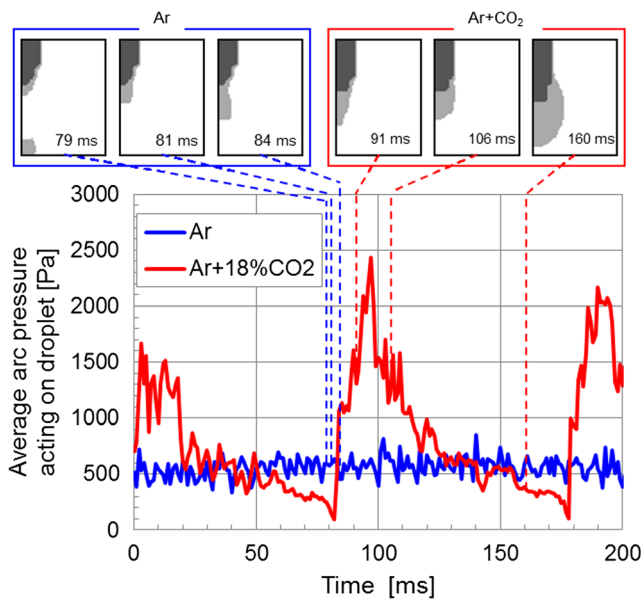 Ar
Ar+CO₂
79 ms
81 ms
84 ms
91 ms
106 ms
160 ms
3000
2500
2000
1500
1000
500
0
Average arc pressure
acting on droplet [Pa]
Ar
Ar+18%CO2
0
50
100
150
200
Time [ms]